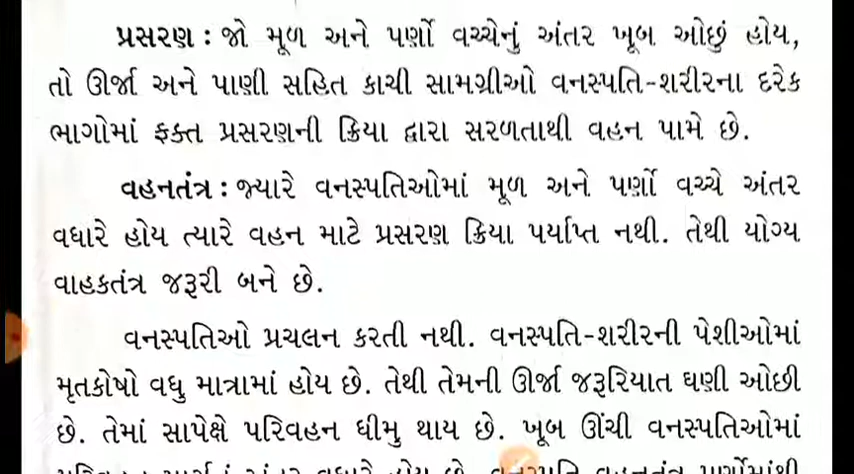 પ્રસરણ : જો મૂળ અને પર્ણો વચ્ચેનું અંતર ખૂબ ઓછું હોય,
તો ઊર્જા અને પાણી સહિત કાચી સામગ્રીઓ વનસ્પતિ-શરીરના દરેક
ભાગોમાં ફક્ત પ્રસરણની ક્રિયા દ્વારા સરળતાથી વહન પામે છે.
વહનતંત્ર : જ્યારે વનસ્પતિઓમાં મૂળ અને પર્ણો વચ્ચે અંતર
વધારે હોય ત્યારે વહન માટે પ્રસરણ ક્રિયા પર્યાપ્ત નથી. તેથી યોગ્ય
વાહકતંત્ર જરૂરી બને છે.
વનસ્પતિઓ પ્રચલન કરતી નથી. વનસ્પતિ-શરીરની પેશીઓમાં
મૃતકોષો વધુ માત્રામાં હોય છે. તેથી તેમની ઊર્જા જરૂરિયાત ઘણી ઓછી
છે. તેમાં સાપેક્ષે પરિવહન ધીમુ થાય છે. ખૂબ ઊંચી વનસ્પતિઓમાં